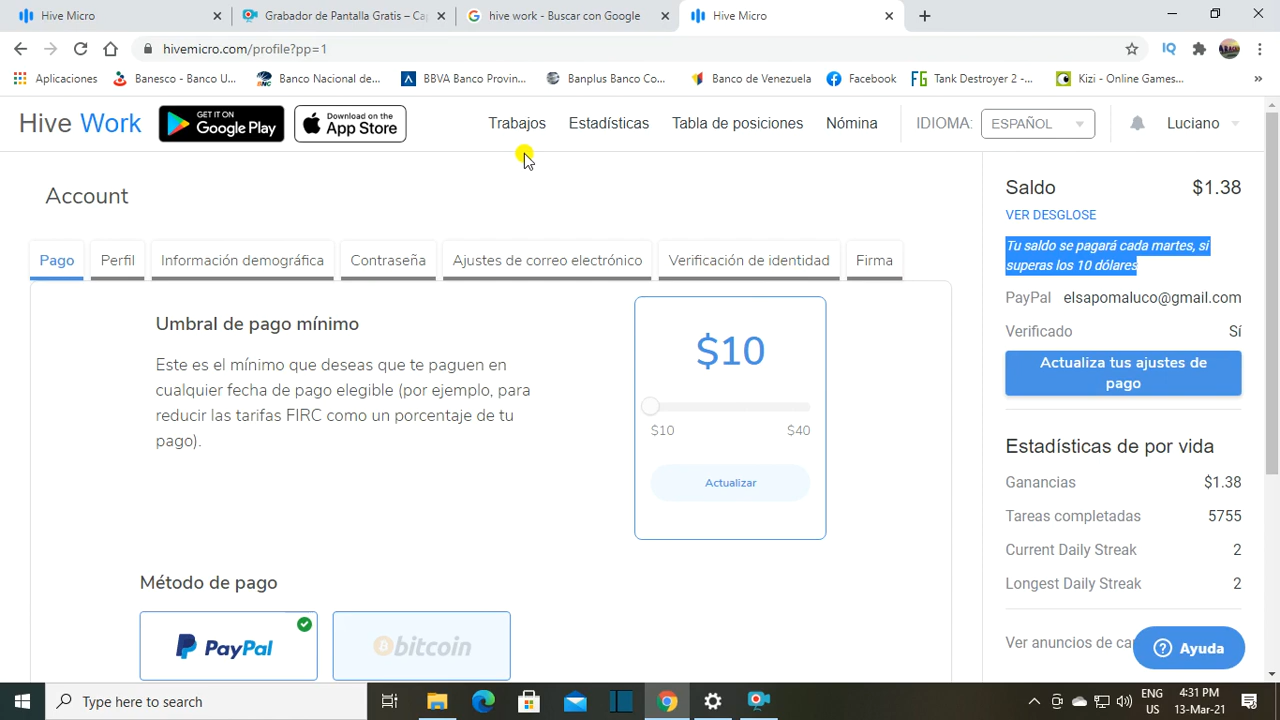 Hive Micro
Grabador de Pantalla Gratis – Ca
hive work - Buscar con Google
Hive Micro
hivemicro.com/profile?pp=1
Aplicaciones
Banesco - Banco U...
Banco Nacional de...
BBVA Banco Provin...
Banplus Banco Co...
Banco de Venezuela
Facebook
Tank Destroyer 2 -...
Kizi - Online Games...
Hive Work
GET IT ON
Google Play
Download on the
App Store
Trabajos
Estadísticas
Tabla de posiciones
Nómina
IDIOMA:
ESPAÑOL
Luciano
Account
Pago
Perfil
Información demográfica
Contraseña
Ajustes de correo electrónico
Verificación de identidad
Firma
Umbral de pago mínimo
Este es el mínimo que deseas que te paguen en
cualquier fecha de pago elegible (por ejemplo, para
reducir las tarifas FIRC como un porcentaje de tu
pago).
$10
$10 $40
Actualizar
Método de pago
PayPal
bitcoin
Saldo $1.38
VER DESGLOSE
Tu saldo se pagará cada martes, si
superas los 10 dólares
PayPal elsapomaluco@gmail.com
Verificado Sí
Actualiza tus ajustes de
pago
Estadísticas de por vida
Ganancias $1.38
Tareas completadas 5755
Current Daily Streak 2
Longest Daily Streak 2
Ver anuncios de ca
Ayuda
Type here to search
ENG
US
4:31 PM
13-Mar-21